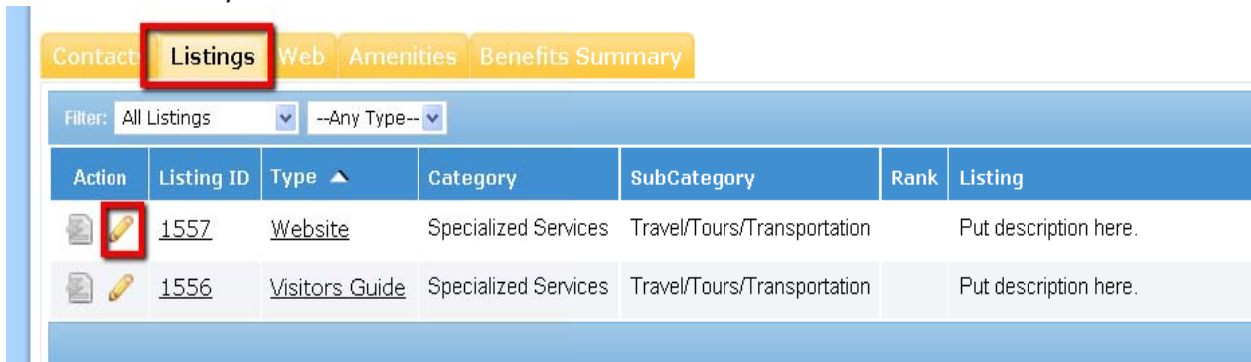 Contact Listings Web Amenities Benefits Summary
Filter: All Listings --Any Type--
Action Listing ID Type Category SubCategory Rank Listing
1557 Website Specialized Services Travel/Tours/Transportation Put description here.
1556 Visitors Guide Specialized Services Travel/Tours/Transportation Put description here.